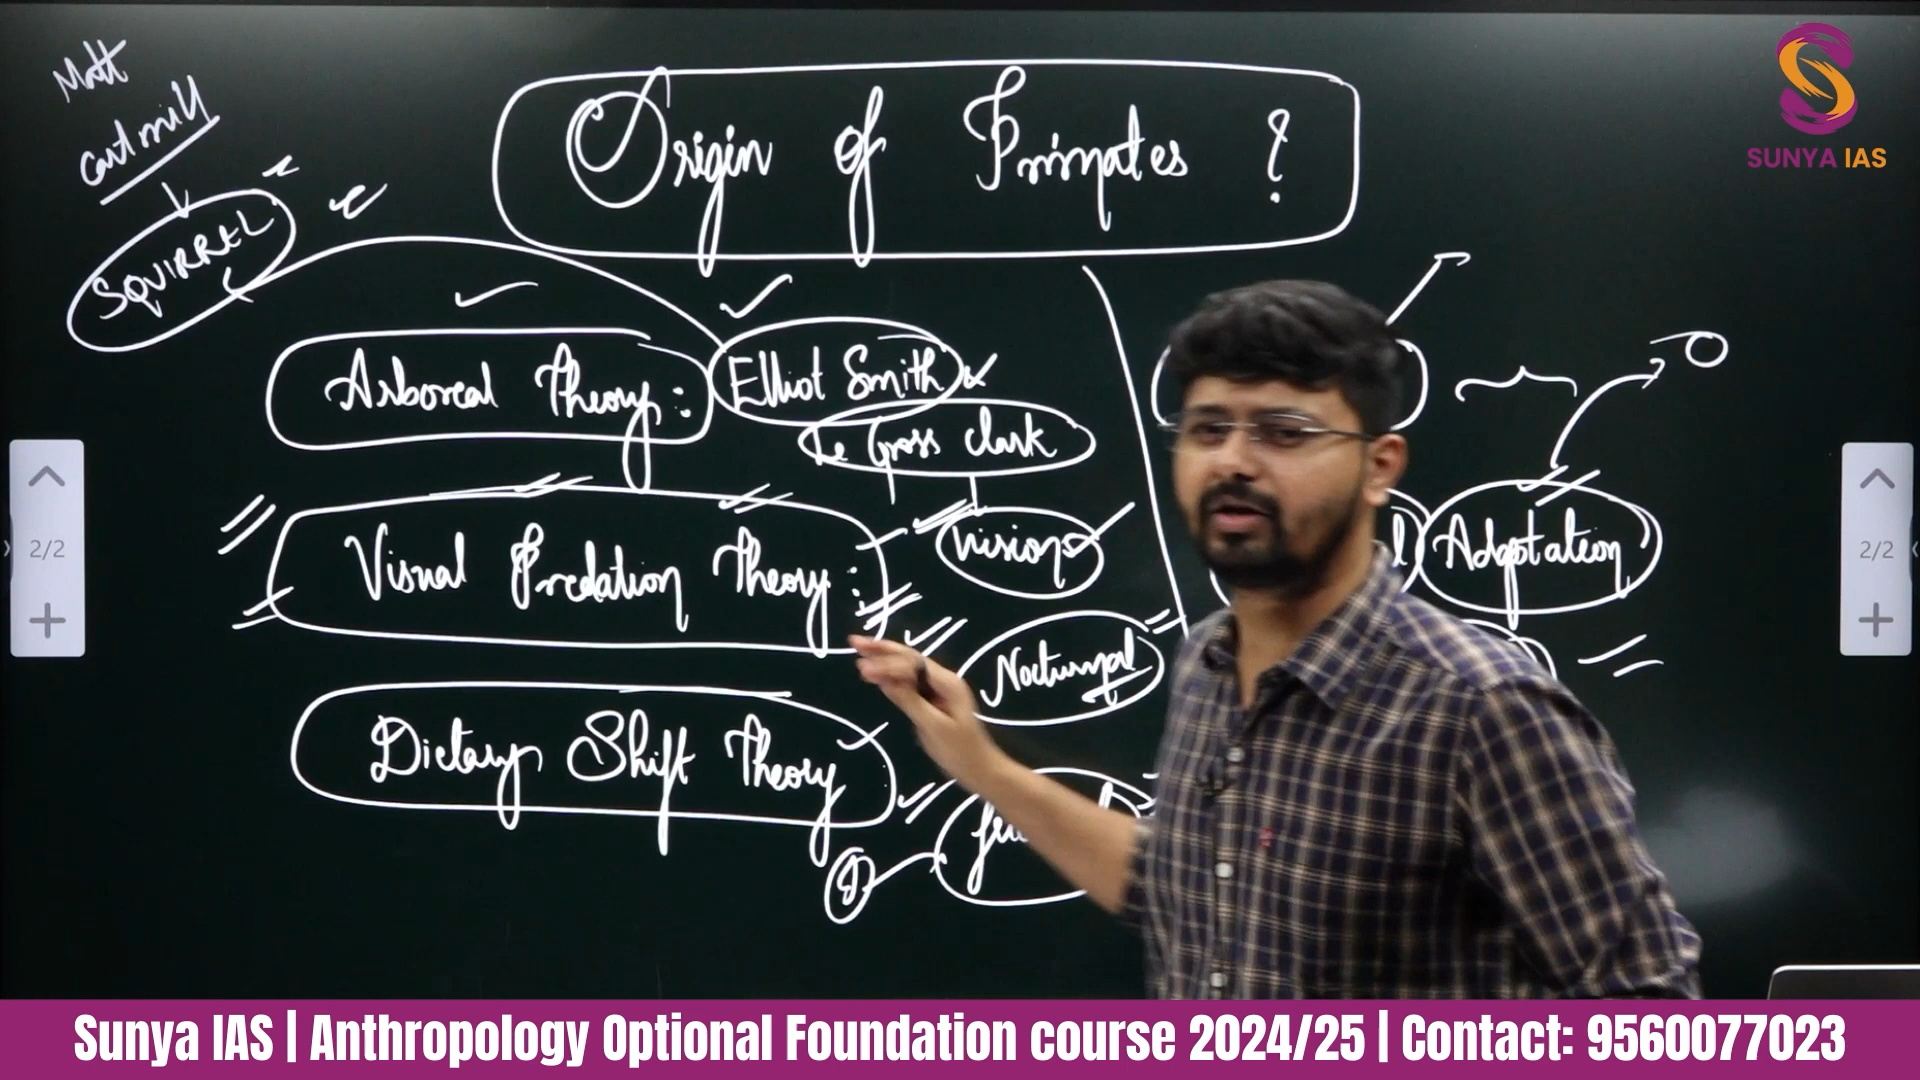 Matt
cartmill
SQUIRREL
Origin of Primates ?
SUNYA IAS
Arboreal Theory :
Elliot Smith
Le Gross Clark
Visual Predation Theory :
Vision
Adaptation
Nocturnal
Dietary Shift Theory
2/2
2/2
Sunya IAS | Anthropology Optional Foundation course 2024/25 | Contact: 9560077023